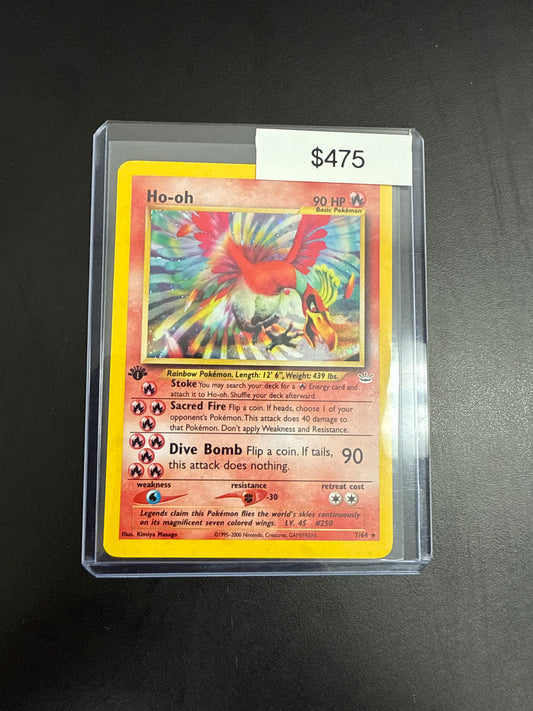 $475
Ho-oh
90 HP
Basic Pokémon
Rainbow Pokémon. Length: 12' 6", Weight: 439 lbs.
Stoke You may search your deck for a Energy card and
attach it to Ho-oh. Shuffle your deck afterward.
Sacred Fire Flip a coin. If heads, choose 1 of your
opponent's Pokémon. This attack does 40 damage to
that Pokémon. Don't apply Weakness and Resistance.
Dive Bomb Flip a coin. If tails,
this attack does nothing.
90
weakness
resistance
retreat cost
-30
Legends claim this Pokémon flies the world's skies continuously
on its magnificent seven colored wings. LV. 45 #250
Illus. Kimiya Masago
©1995-2000 Nintendo, Creatures, GAMEFREAK.
7/64 ★